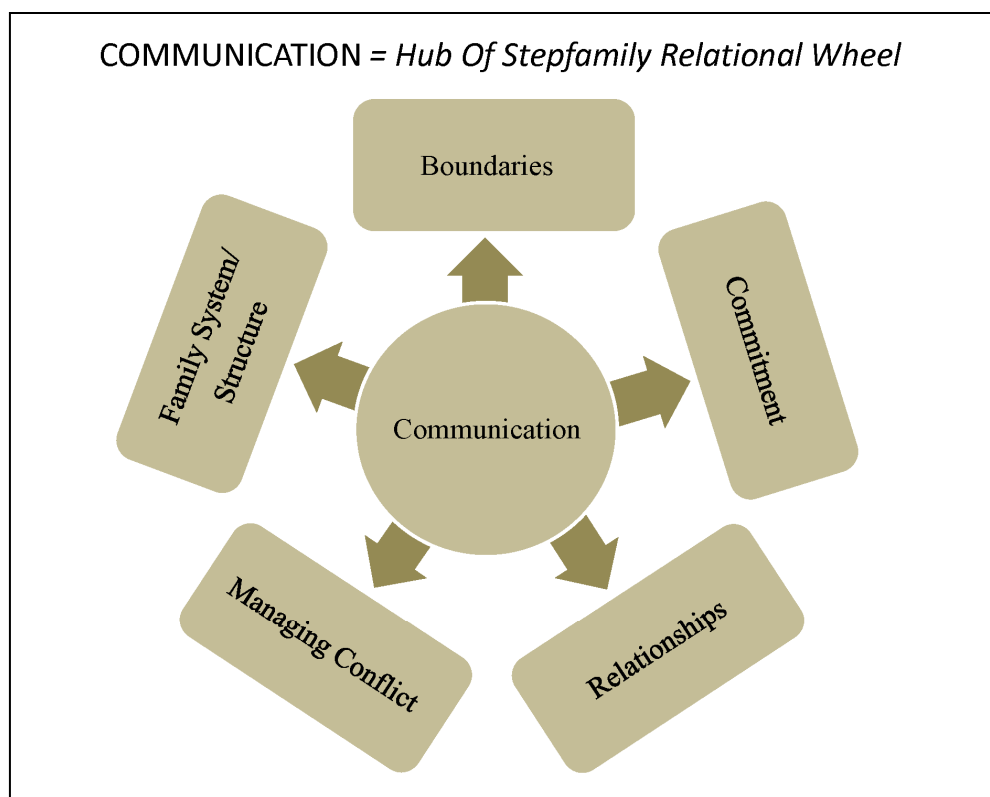 COMMUNICATION = Hub Of Stepfamily Relational Wheel
Boundaries
Commitment
Relationships
Managing Conflict
Family System/
Structure
Communication